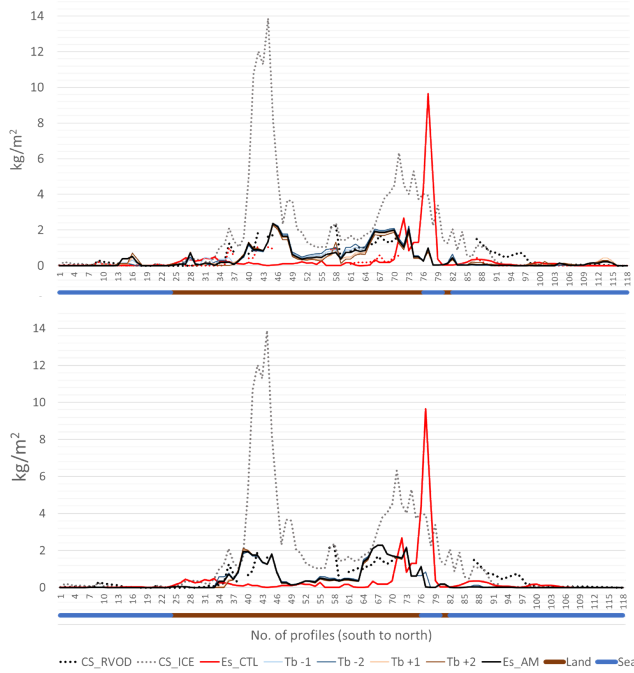 14
12
10
8
6
4
2
0
kg/m²
1 4 7 10 13 16 19 22 25 28 31 34 37 40 43 46 49 52 55 58 61 64 67 70 73 76 79 82 85 88 91 94 97 100 103 106 109 112 115 118
14
12
10
8
6
4
2
0
kg/m²
1 4 7 10 13 16 19 22 25 28 31 34 37 40 43 46 49 52 55 58 61 64 67 70 73 76 79 82 85 88 91 94 97 100 103 106 109 112 115 118
No. of profiles (south to north)
CS_RVOD CS_ICE Es_CTL Tb -1 Tb -2 Tb +1 Tb +2 Es_AM Land Sea